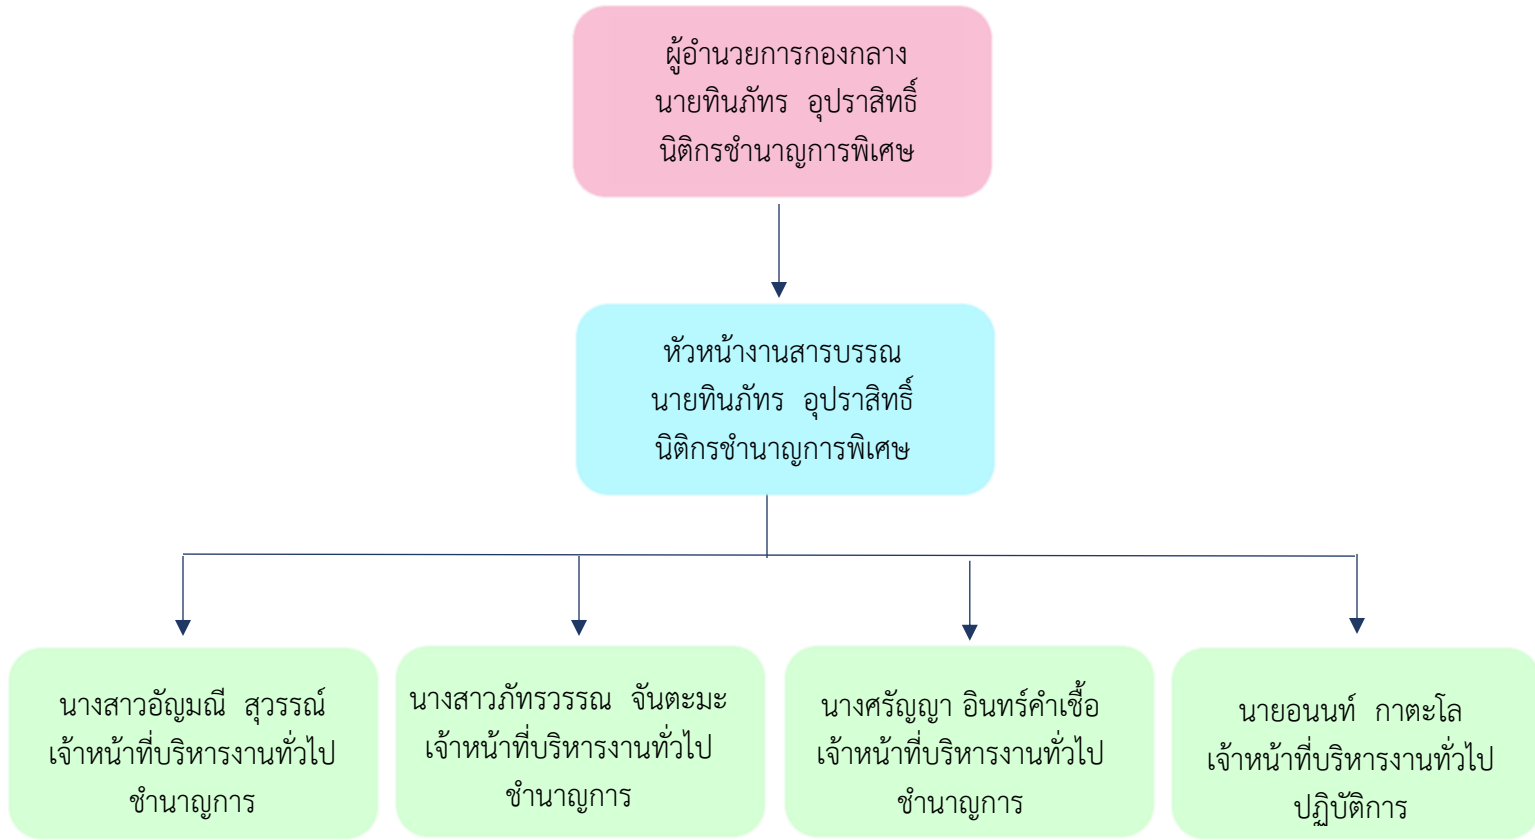 ผู้อำนวยการกองกลาง
นายทินภัทร อุปราสิทธิ์
นิติกรชำนาญการพิเศษ
หัวหน้างานสารบรรณ
นายทินภัทร อุปราสิทธิ์
นิติกรชำนาญการพิเศษ
นางสาวอัญมณี สุวรรณ์
เจ้าหน้าที่บริหารงานทั่วไป
ชำนาญการ
นางสาวภัทรวรรณ จันตะมะ
เจ้าหน้าที่บริหารงานทั่วไป
ชำนาญการ
นางศรัญญา อินทร์คำเชื้อ
เจ้าหน้าที่บริหารงานทั่วไป
ชำนาญการ
นายอนนท์ กาตะโล
เจ้าหน้าที่บริหารงานทั่วไป
ปฏิบัติการ